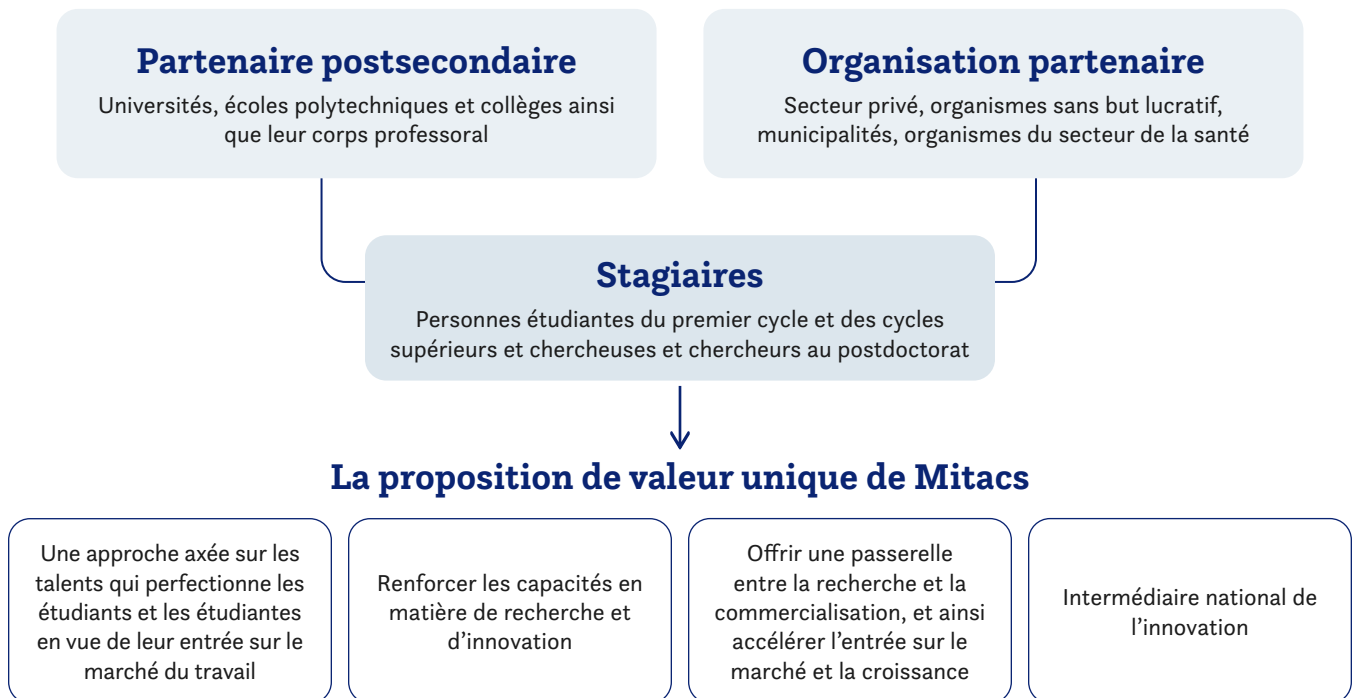 Partenaire postsecondaire
Universités, écoles polytechniques et collèges ainsi
que leur corps professoral
Organisation partenaire
Secteur privé, organismes sans but lucratif,
municipalités, organismes du secteur de la santé
Stagiaires
Personnes étudiantes du premier cycle et des cycles
supérieurs et chercheuses et chercheurs au postdoctorat
La proposition de valeur unique de Mitacs
Une approche axée sur les
talents qui perfectionne les
étudiants et les étudiantes
en vue de leur entrée sur le
marché du travail
Renforcer les capacités en
matière de recherche et
d’innovation
Offrir une passerelle
entre la recherche et la
commercialisation, et ainsi
accélérer l’entrée sur le
marché et la croissance
Intermédiaire national de
l’innovation